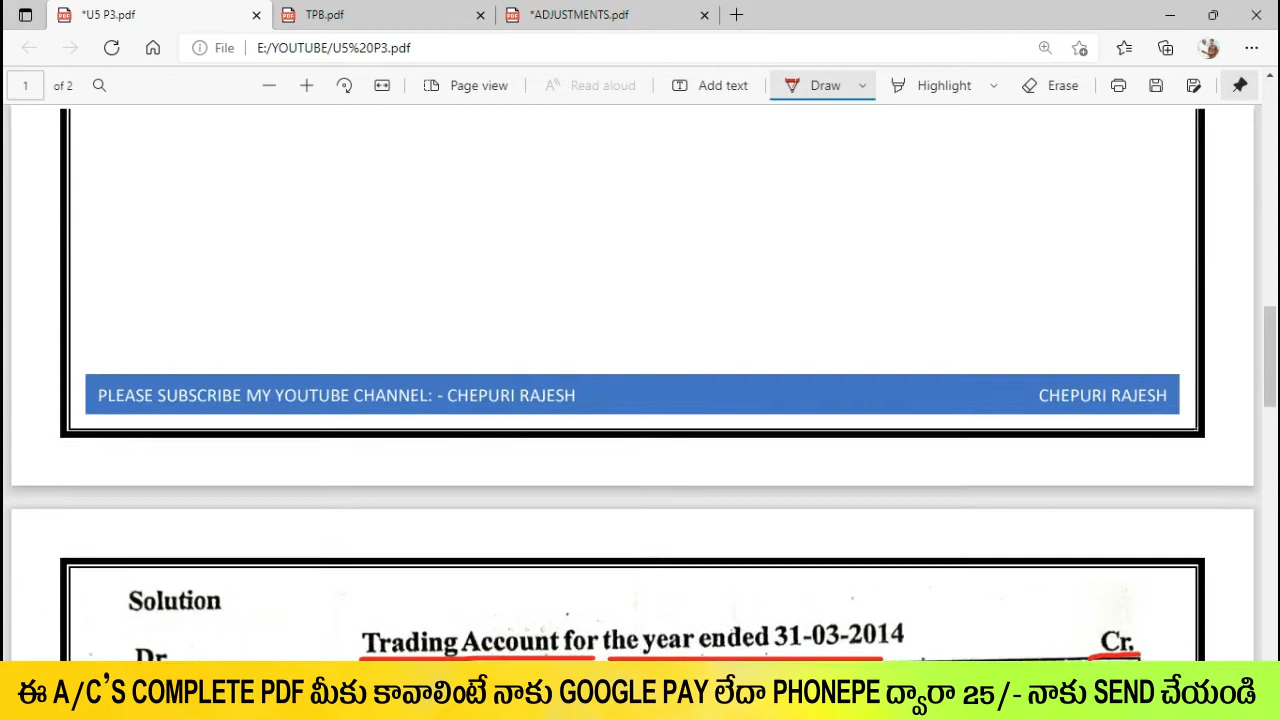 *U5 P3.pdf
TPB.pdf
*ADJUSTMENTS.pdf
File
E:/YOUTUBE/U5%20P3.pdf
1 of 2
Page view
Read aloud
Add text
Draw
Highlight
Erase
PLEASE SUBSCRIBE MY YOUTUBE CHANNEL: - CHEPURI RAJESH
CHEPURI RAJESH
Solution
Trading Account for the year ended 31-03-2014
Dr.
Cr.
ఈ A/C'S COMPLETE PDF మీకు కావాలింటే నాకు GOOGLE PAY లేదా PHONEPE ద్వారా 25/- నాకు SEND చేయండి